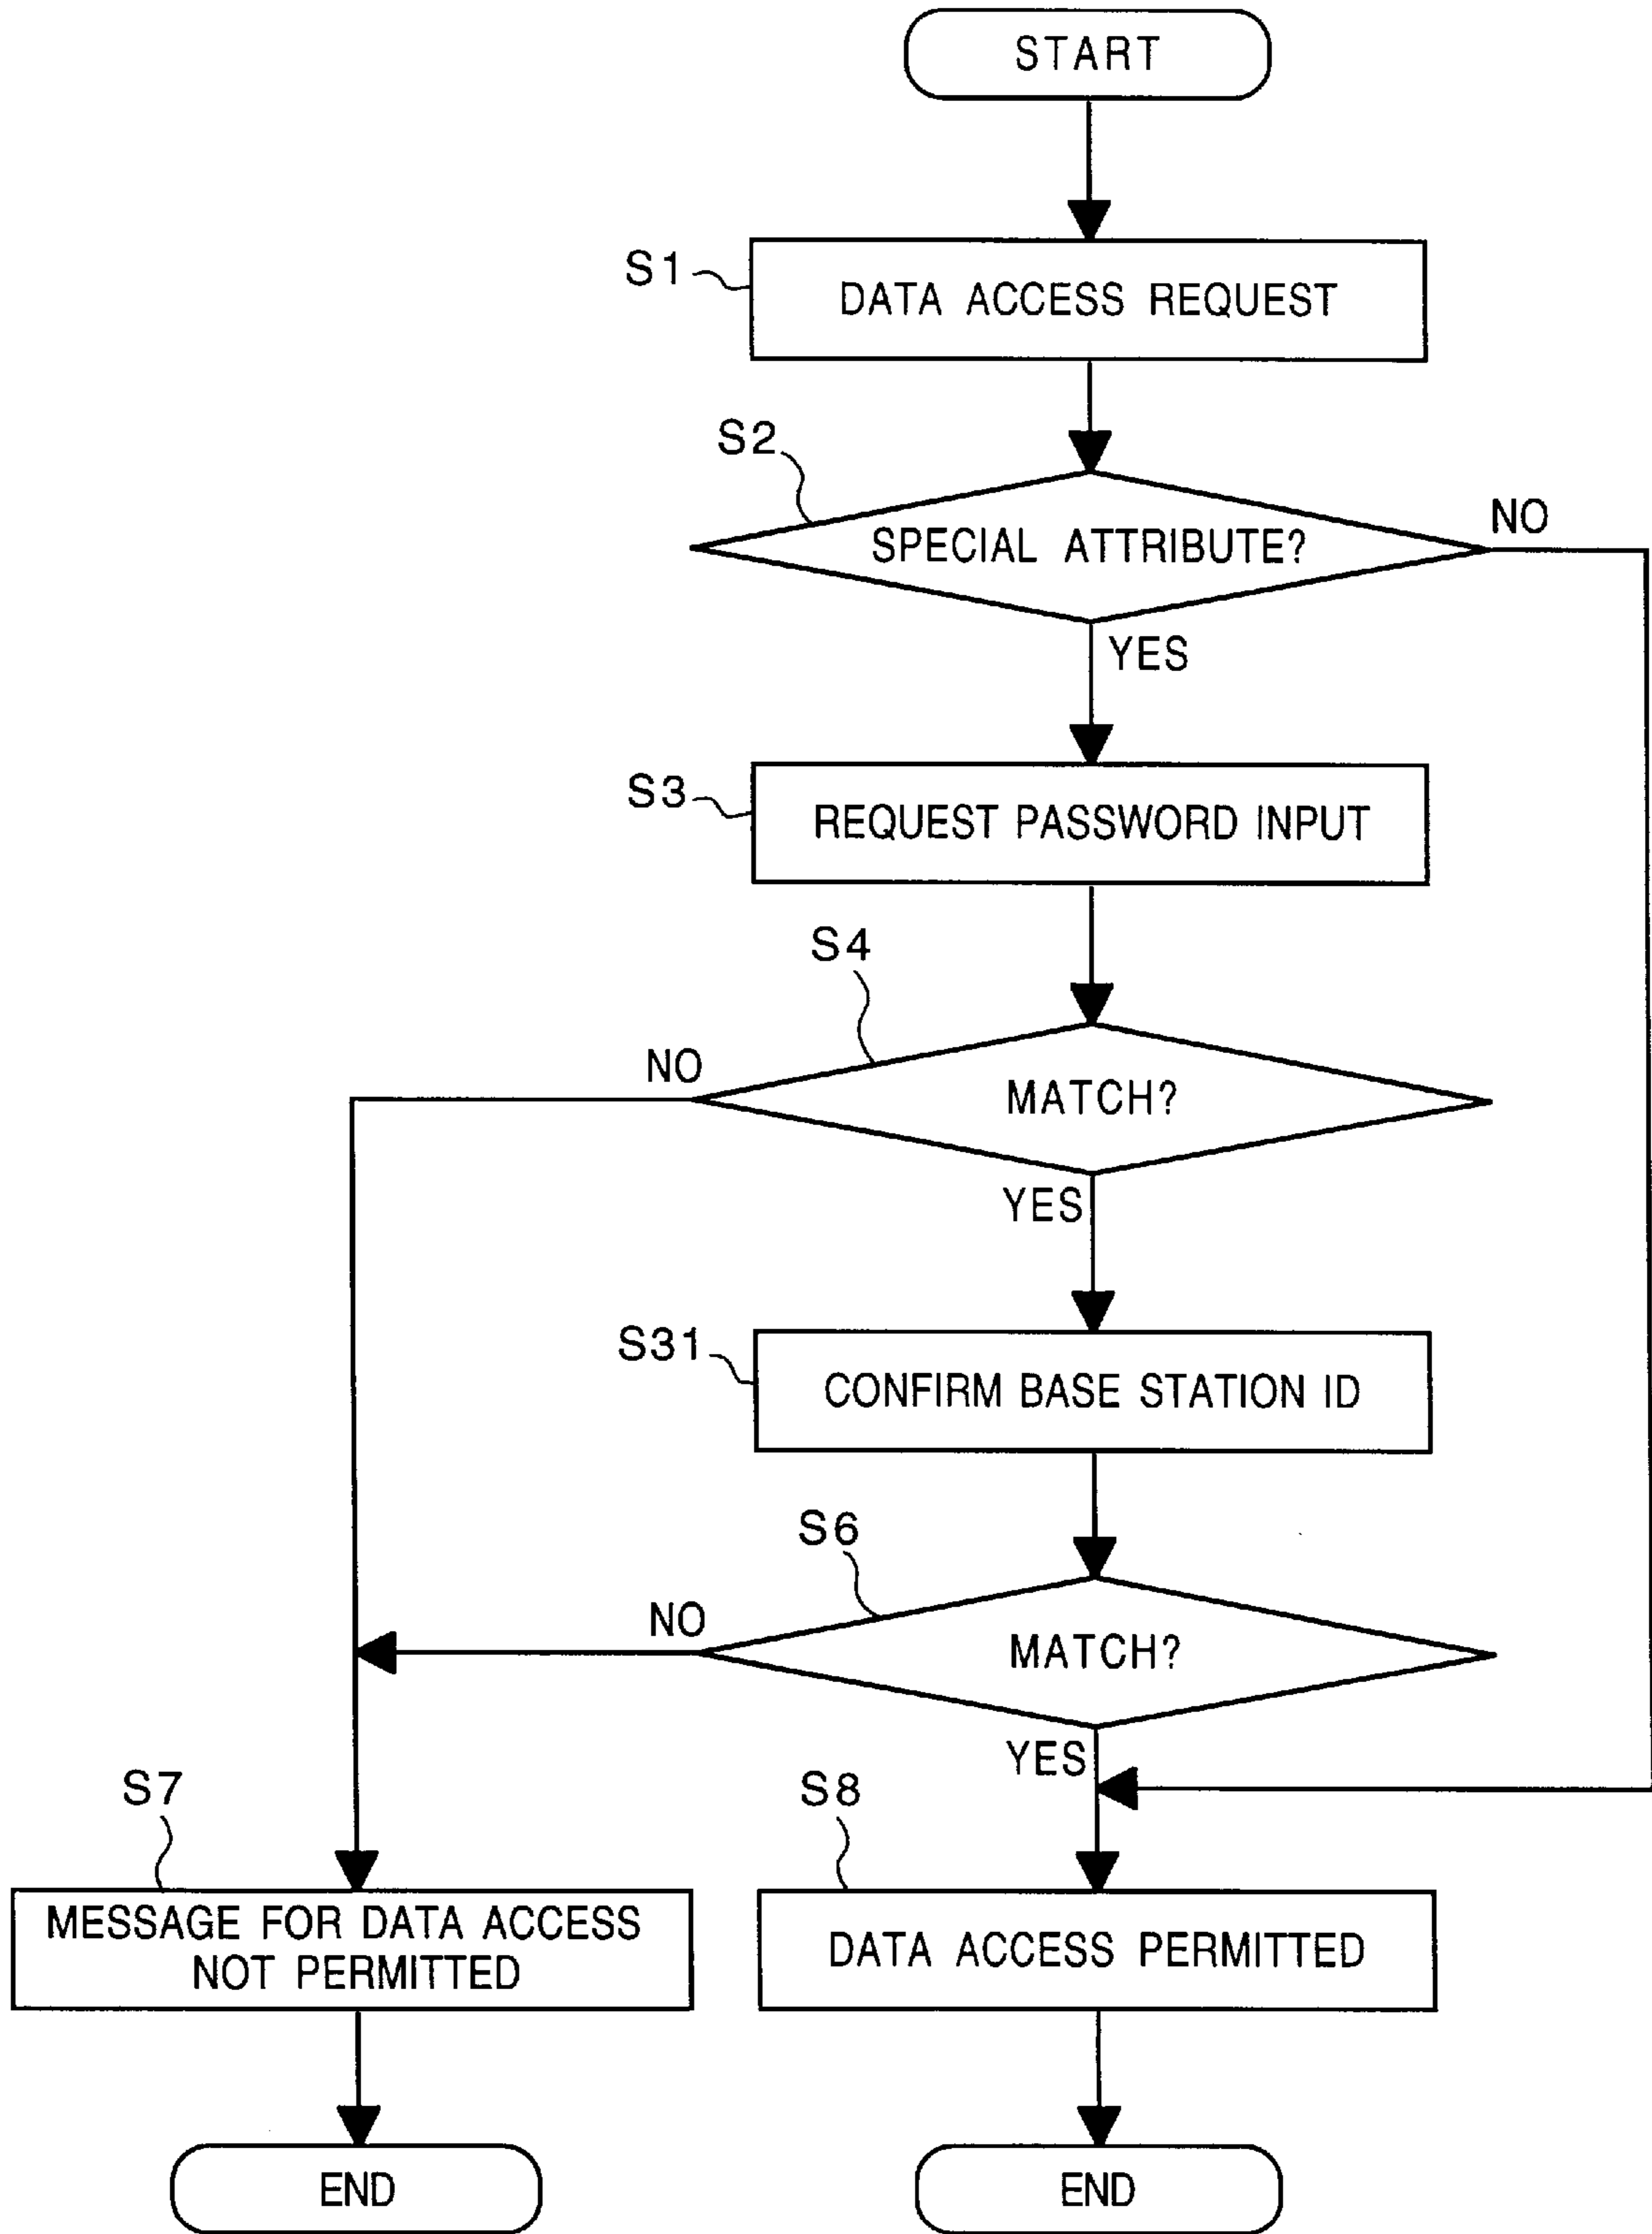 START
S1
DATA ACCESS REQUEST
S2
SPECIAL ATTRIBUTE?
NO
YES
S3
REQUEST PASSWORD INPUT
S4
NO
MATCH?
YES
S31
CONFIRM BASE STATION ID
S6
NO
MATCH?
YES
S7
MESSAGE FOR DATA ACCESS
NOT PERMITTED
S8
DATA ACCESS PERMITTED
END
END